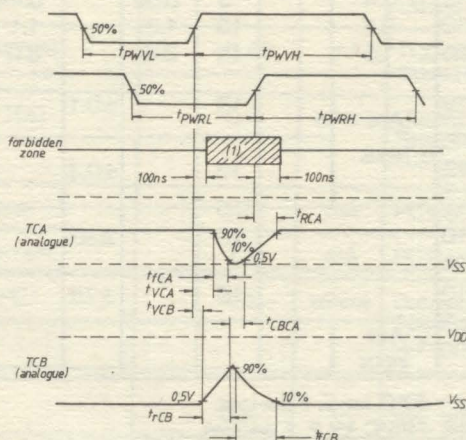 50%
tPWVL
tPWVH
50%
tPWRL
tPWRH
forbidden
zone
(1)
100ns
100ns
tRCA
TCA
(analogue)
90%
10%
0,5V
VSS
tfCA
tVCA
tCBCA
tVCB
VDD
TCB
(analogue)
90%
0,5V
10%
VSS
trCB
tfCB